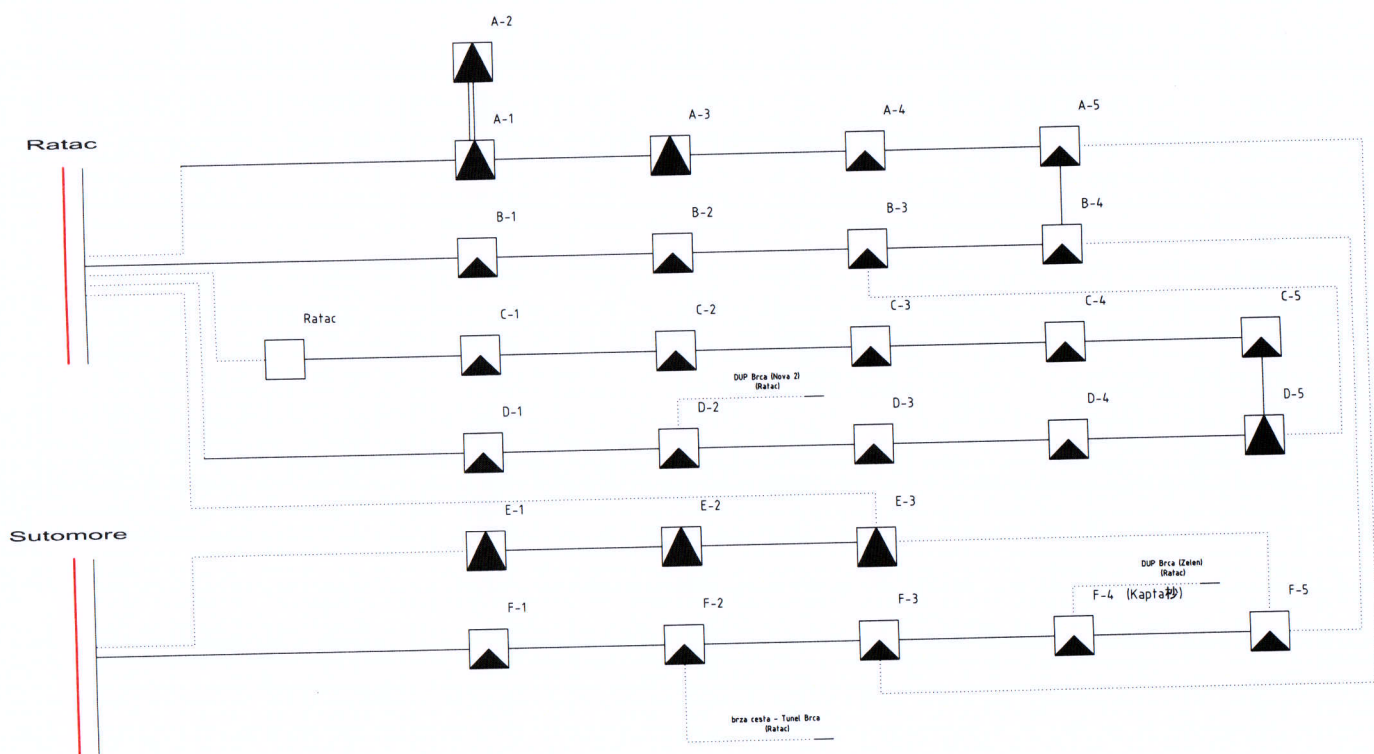 A-2
A-1
A-3
A-4
A-5
Ratac
B-1
B-2
B-3
B-4
Ratac
C-1
C-2
C-3
C-4
C-5
DUP Brca (Nova 2)
(Ratac)
D-1
D-2
D-3
D-4
D-5
Sutomore
E-1
E-2
E-3
DUP Brca (Zelen)
(Ratac)
F-1
F-2
F-3
F-4
F-5
brza cesta - Tunel Brca
(Ratac)